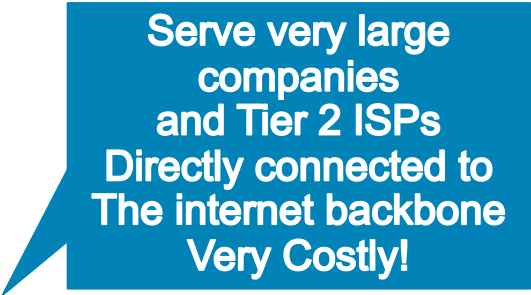 Serve very large
companies
and Tier 2 ISPs
Directly connected to
The internet backbone
Very Costly!